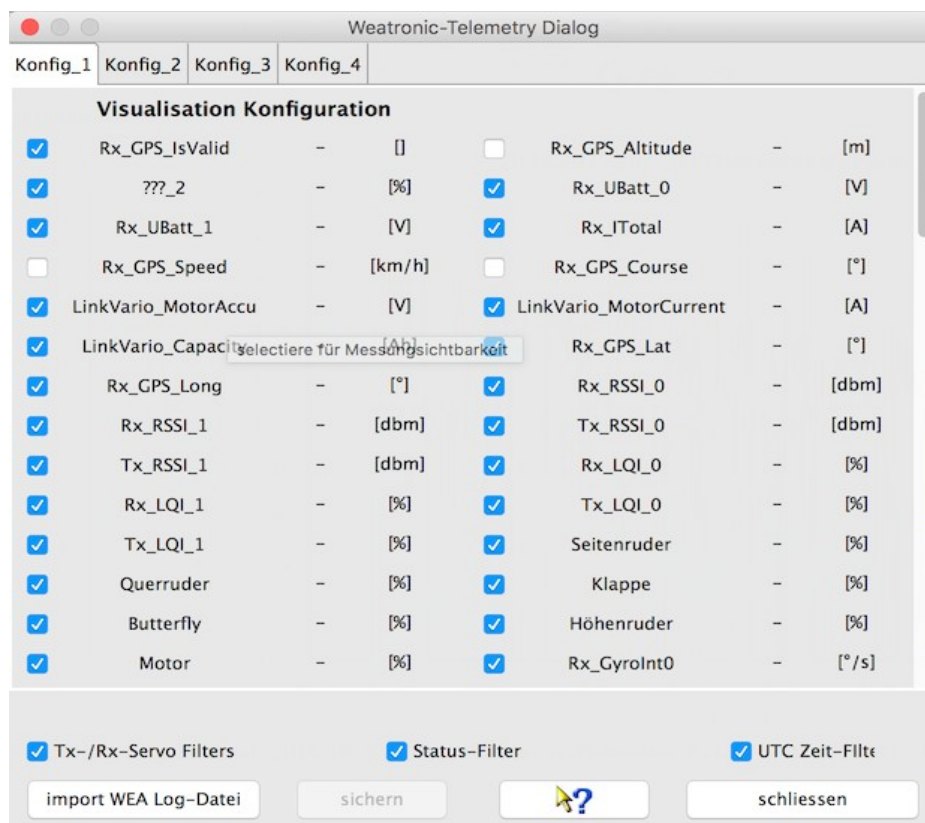 Weatronic-Telemetry Dialog
Konfig_1 Konfig_2 Konfig_3 Konfig_4
Visualisation Konfiguration
Rx_GPS_IsValid – [] Rx_GPS_Altitude – [m]
???_2 – [%] Rx_UBatt_0 – [V]
Rx_UBatt_1 – [V] Rx_ITotal – [A]
Rx_GPS_Speed – [km/h] Rx_GPS_Course – [°]
LinkVario_MotorAccu – [V] LinkVario_MotorCurrent – [A]
LinkVario_Capacity – [Ah] Rx_GPS_Lat – [°]
selectiere für Messungsichtbarkeit
Rx_GPS_Long – [°] Rx_RSSI_0 – [dbm]
Rx_RSSI_1 – [dbm] Tx_RSSI_0 – [dbm]
Tx_RSSI_1 – [dbm] Rx_LQI_0 – [%]
Rx_LQI_1 – [%] Tx_LQI_0 – [%]
Tx_LQI_1 – [%] Seitenruder – [%]
Querruder – [%] Klappe – [%]
Butterfly – [%] Höhenruder – [%]
Motor – [%] Rx_GyroInt0 – [°/s]
Tx-/Rx-Servo Filters Status-Filter UTC Zeit-FIlte
import WEA Log-Datei sichern ? schliessen